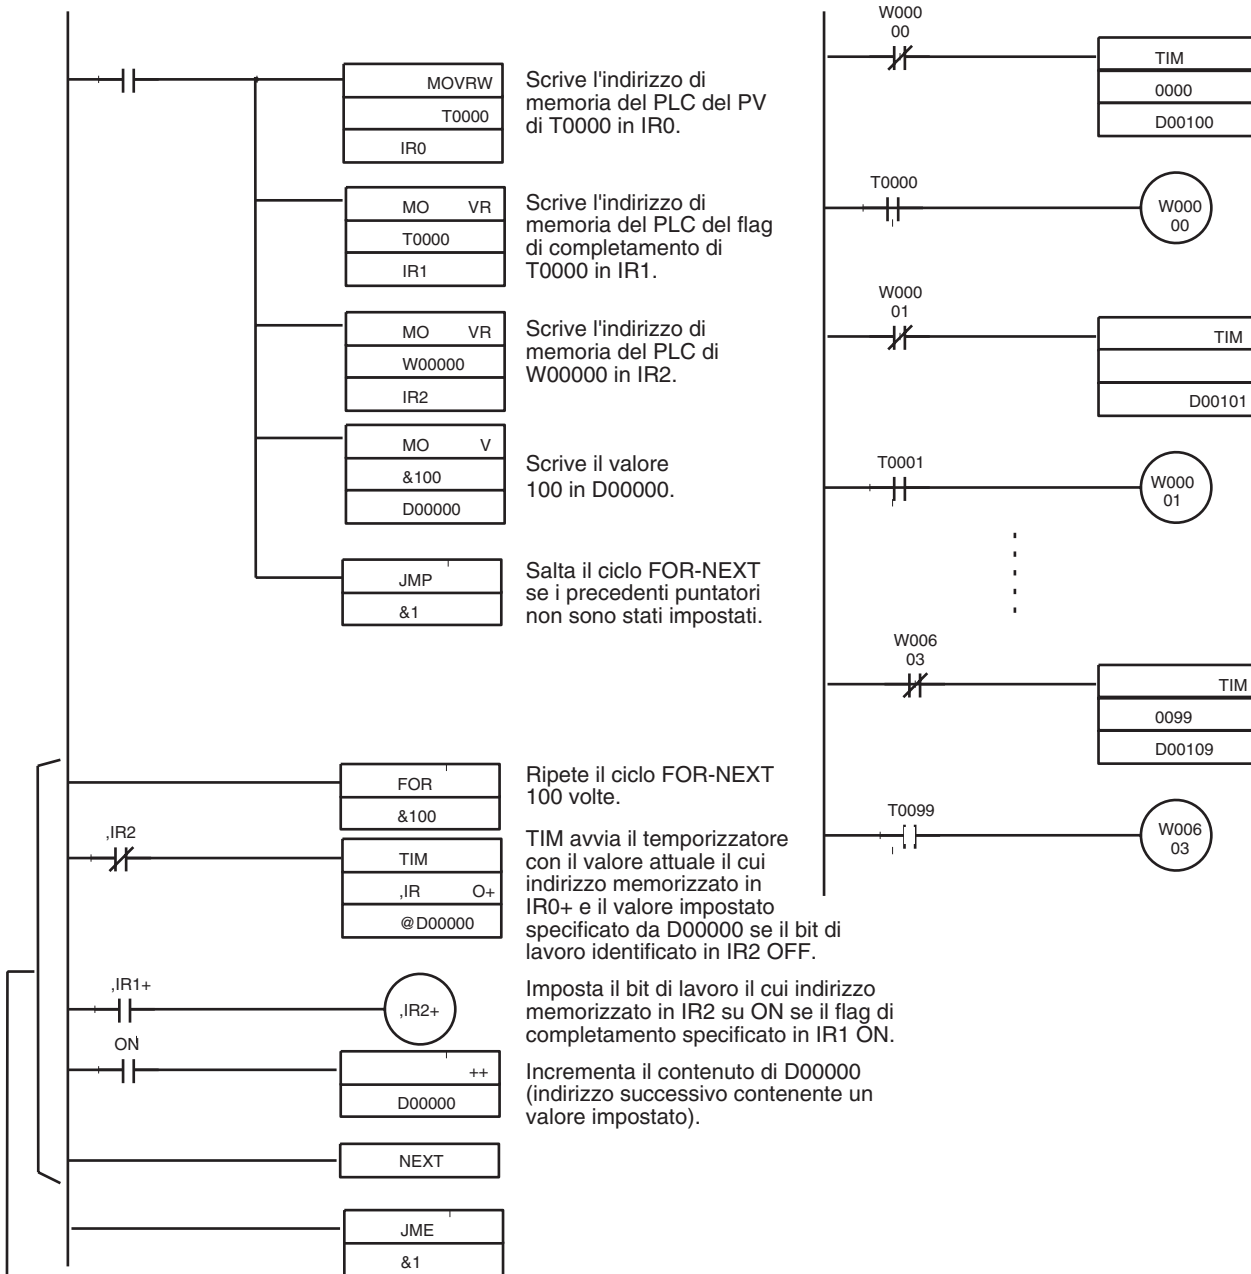 MOVRW
T0000
IR0
Scrive l'indirizzo di
memoria del PLC del PV
di T0000 in IR0.
MO VR
T0000
IR1
Scrive l'indirizzo di
memoria del PLC del flag
di completamento di
T0000 in IR1.
MO VR
W00000
IR2
Scrive l'indirizzo di
memoria del PLC di
W00000 in IR2.
MO V
&100
D00000
Scrive il valore
100 in D00000.
JMP
&1
Salta il ciclo FOR-NEXT
se i precedenti puntatori
non sono stati impostati.
FOR
&100
Ripete il ciclo FOR-NEXT
100 volte.
,IR2
TIM
,IR O+
@D00000
TIM avvia il temporizzatore
con il valore attuale il cui
indirizzo memorizzato in
IR0+ e il valore impostato
specificato da D00000 se il bit di
lavoro identificato in IR2 OFF.
,IR1+
,IR2+
Imposta il bit di lavoro il cui indirizzo
memorizzato in IR2 su ON se il flag di
completamento specificato in IR1 ON.
ON
++
D00000
Incrementa il contenuto di D00000
(indirizzo successivo contenente un
valore impostato).
NEXT
JME
&1
W000
00
TIM
0000
D00100
T0000
W000
00
W000
01
TIM
D00101
T0001
W000
01
W006
03
TIM
0099
D00109
T0099
W006
03